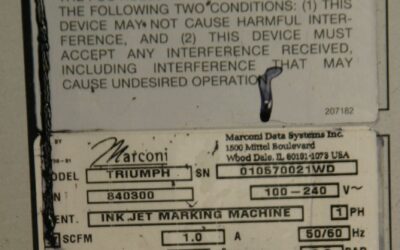 THE FOLLOWING TWO CONDITIONS: (1) THIS
DEVICE MAY NOT CAUSE HARMFUL INTER-
FERENCE, AND (2) THIS DEVICE MUST
ACCEPT ANY INTERFERENCE RECEIVED,
INCLUDING INTERFERENCE THAT MAY
CAUSE UNDESIRED OPERATION
207182
BY
Marconi
Marconi Data Systems Inc.
1500 Mittel Boulevard
Wood Dale, IL 60191-1073 USA
MODEL TRIUMPH SN 010570021WD
840300 100-240 V~
INK JET MARKING MACHINE 1 PH
SCFM 1.0 A 50/60 Hz